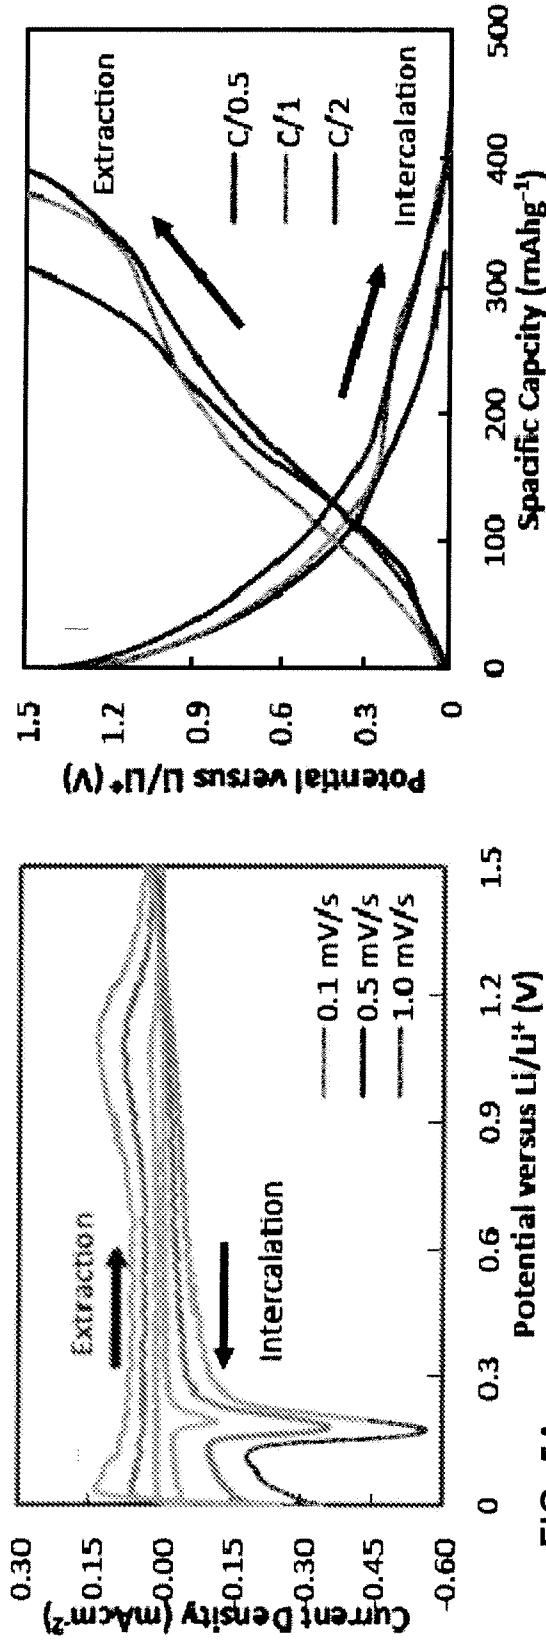 Current Density (mAcm-2)
0.30
0.15
0.00
-0.15
-0.30
-0.45
-0.60
Extraction
Intercalation
0.1 mV/s
0.5 mV/s
1.0 mV/s
0 0.3 0.6 0.9 1.2 1.5
Potential versus Li/Li+ (V)
Potential versus Li/Li+ (V)
1.5
1.2
0.9
0.6
0.3
0
Extraction
C/0.5
C/1
C/2
Intercalation
0 100 200 300 400 500
Spacific Capcity (mAhg-1)